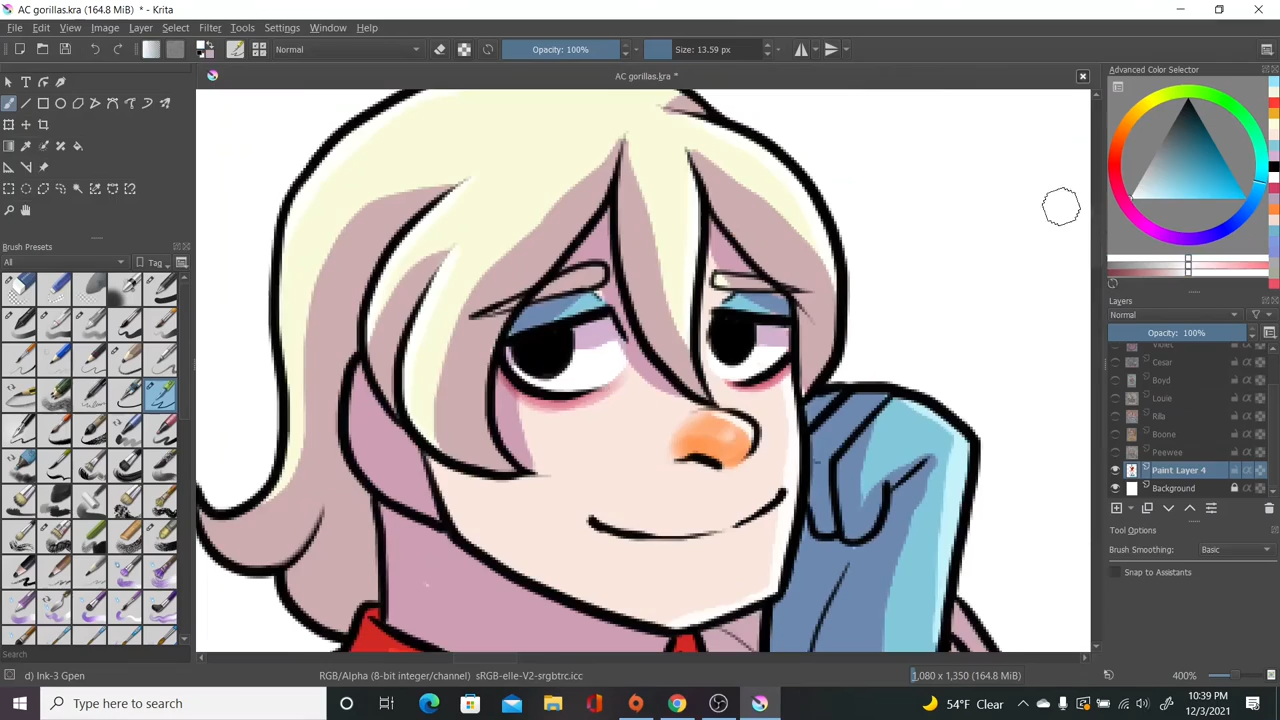 AC gorillas.kra (164.8 MiB) * - Krita
File Edit View Image Layer Select Filter Tools Settings Window Help
Normal Opacity: 100% Size: 13.59 px
AC gorillas.kra *
Advanced Color Selector
Brush Presets
All Tag
Layers
Normal
Opacity: 100%
Violet
Cesar
Boyd
Louie
Rilla
Boone
Peewee
Paint Layer 4
Background
Tool Options
Brush Smoothing: Basic
Snap to Assistants
Search
d) Ink-3 Gpen RGB/Alpha (8-bit integer/channel) sRGB-elle-V2-srgbtrc.icc 1,080 x 1,350 (164.8 MiB) 400%
Type here to search 54°F Clear 10:39 PM
12/3/2021